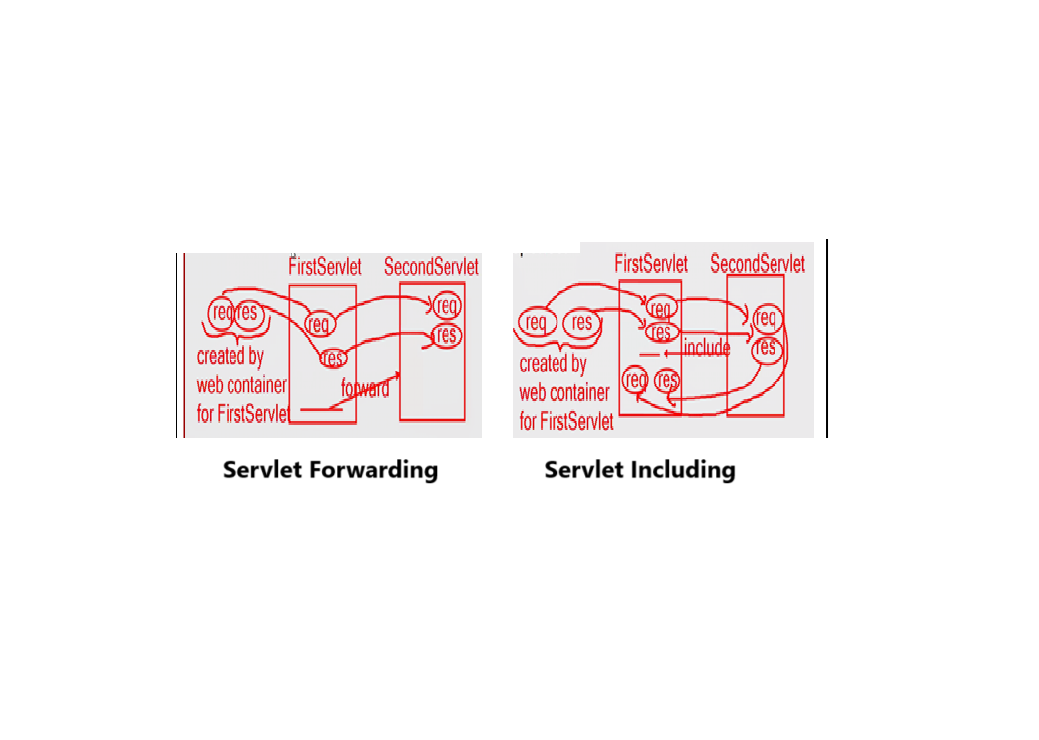 FirstServlet SecondServlet
req res
req
res
req
res
created by
web container
for FirstServlet
forward
Servlet Forwarding
FirstServlet SecondServlet
req res
req
res
req
res
include
req res
created by
web container
for FirstServlet
Servlet Including